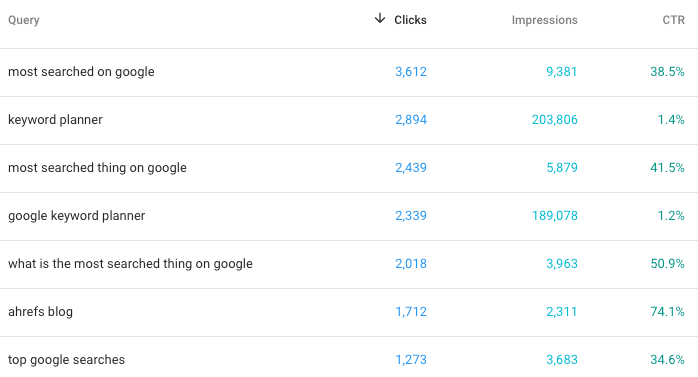 Query Clicks Impressions CTR
most searched on google 3,612 9,381 38.5%
keyword planner 2,894 203,806 1.4%
most searched thing on google 2,439 5,879 41.5%
google keyword planner 2,339 189,078 1.2%
what is the most searched thing on google 2,018 3,963 50.9%
ahrefs blog 1,712 2,311 74.1%
top google searches 1,273 3,683 34.6%